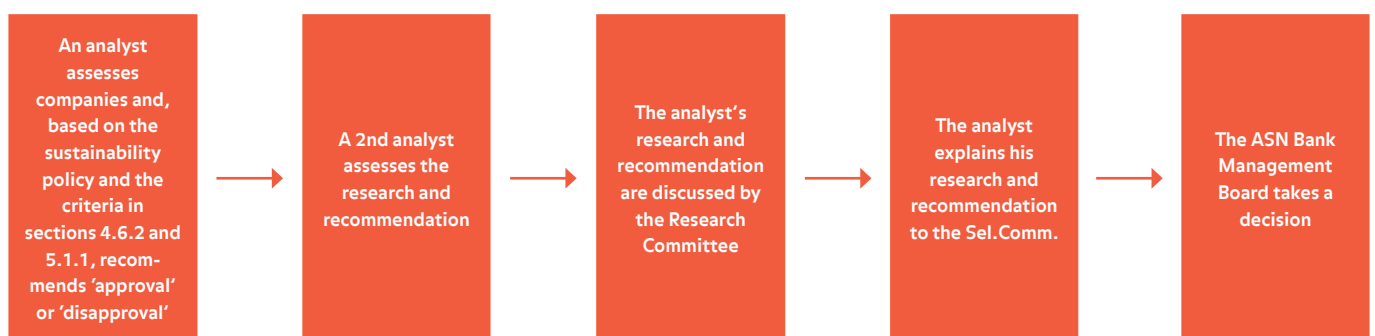 An analyst
assesses
companies and,
based on the
sustainability
policy and the
criteria in
sections 4.6.2 and
5.1.1, recom-
mends ’approval‘
or ’disapproval‘
A 2nd analyst
assesses the
research and
recommendation
The analyst‘s
research and
recommendation
are discussed by
the Research
Committee
The analyst
explains his
research and
recommendation
to the Sel.Comm.
The ASN Bank
Management
Board takes a
decision